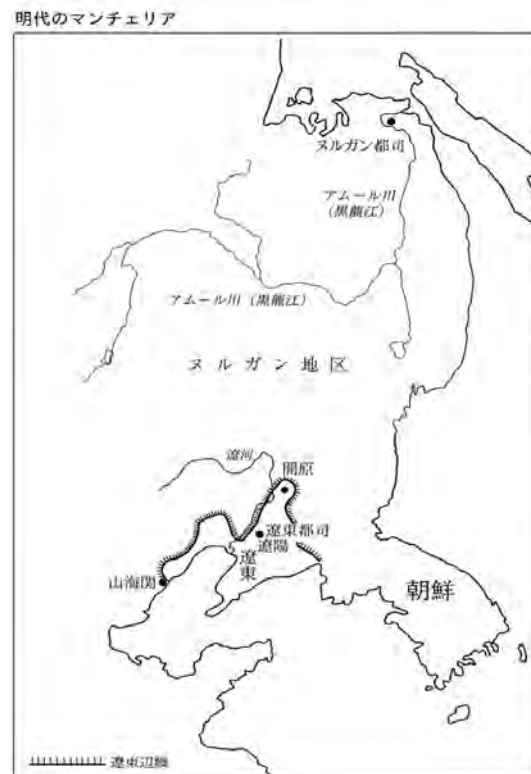 明代のマンチェリア
ヌルガン都司
アムール川
(黒龍江)
アムール川 (黒龍江)
ヌルガン地区
遼河
開原
遼東都司
遼陽
遼東
山海関
朝鮮
遼東辺牆